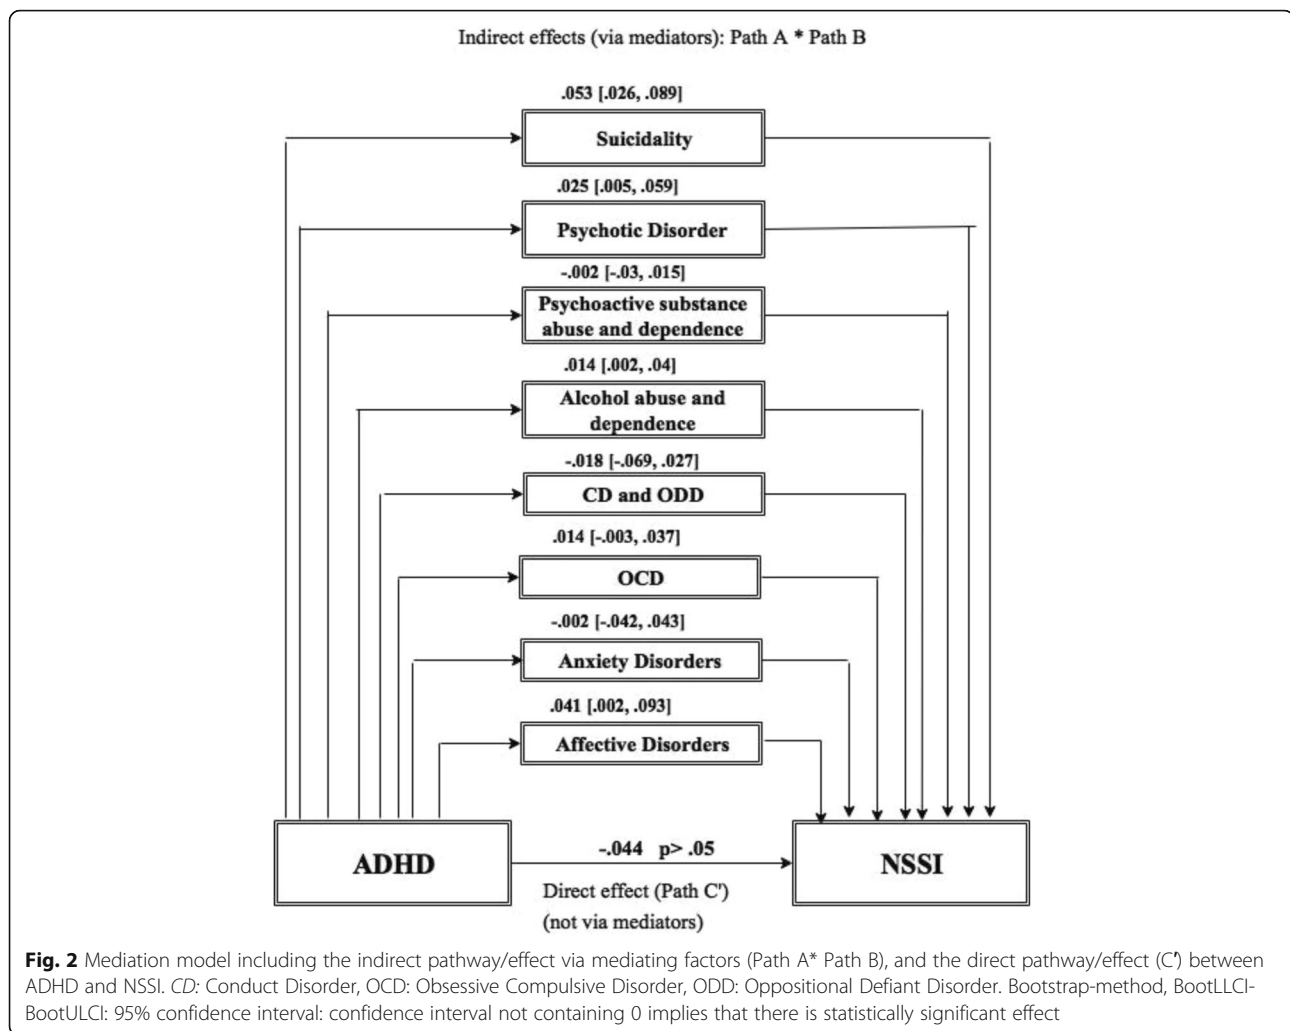 Indirect effects (via mediators): Path A * Path B
.053 [.026, .089]
Suicidality
.025 [.005, .059]
Psychotic Disorder
-.002 [-.03, .015]
Psychoactive substance
abuse and dependence
.014 [.002, .04]
Alcohol abuse and
dependence
-.018 [-.069, .027]
CD and ODD
.014 [-.003, .037]
OCD
-.002 [-.042, .043]
Anxiety Disorders
.041 [.002, .093]
Affective Disorders
ADHD
-.044 p> .05
NSSI
Direct effect (Path C')
(not via mediators)
Fig. 2 Mediation model including the indirect pathway/effect via mediating factors (Path A* Path B), and the direct pathway/effect (C') between
ADHD and NSSI. CD: Conduct Disorder, OCD: Obsessive Compulsive Disorder, ODD: Oppositional Defiant Disorder. Bootstrap-method, BootLLCI-
BootULCI: 95% confidence interval: confidence interval not containing 0 implies that there is statistically significant effect